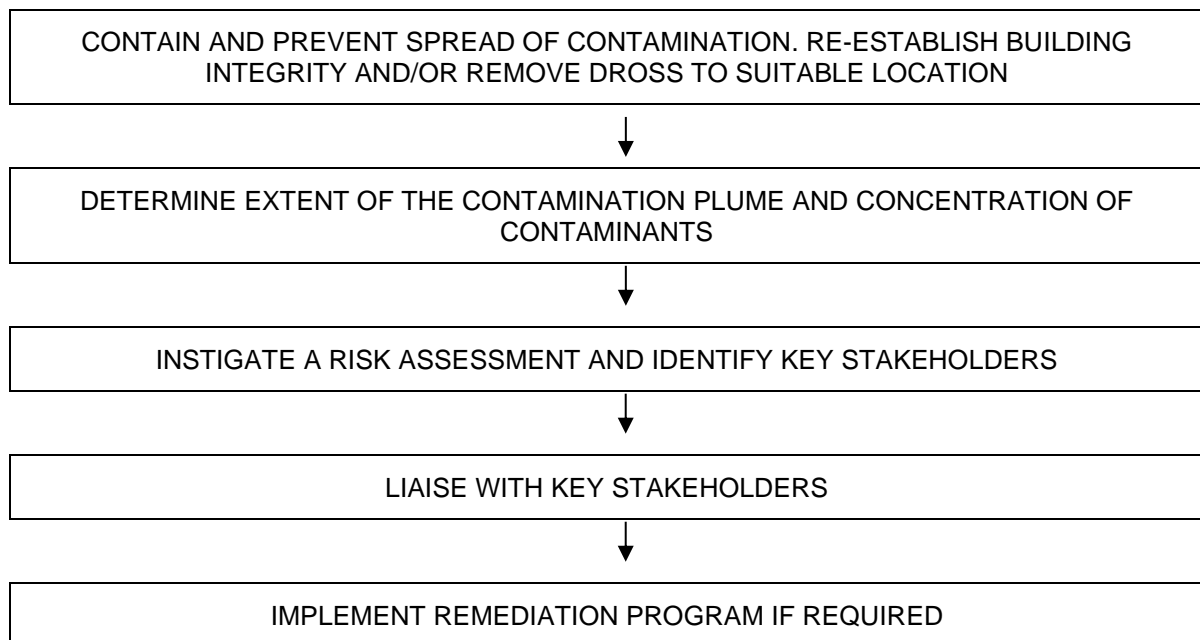 CONTAIN AND PREVENT SPREAD OF CONTAMINATION. RE-ESTABLISH BUILDING
INTEGRITY AND/OR REMOVE DROSS TO SUITABLE LOCATION
DETERMINE EXTENT OF THE CONTAMINATION PLUME AND CONCENTRATION OF
CONTAMINANTS
INSTIGATE A RISK ASSESSMENT AND IDENTIFY KEY STAKEHOLDERS
LIAISE WITH KEY STAKEHOLDERS
IMPLEMENT REMEDIATION PROGRAM IF REQUIRED